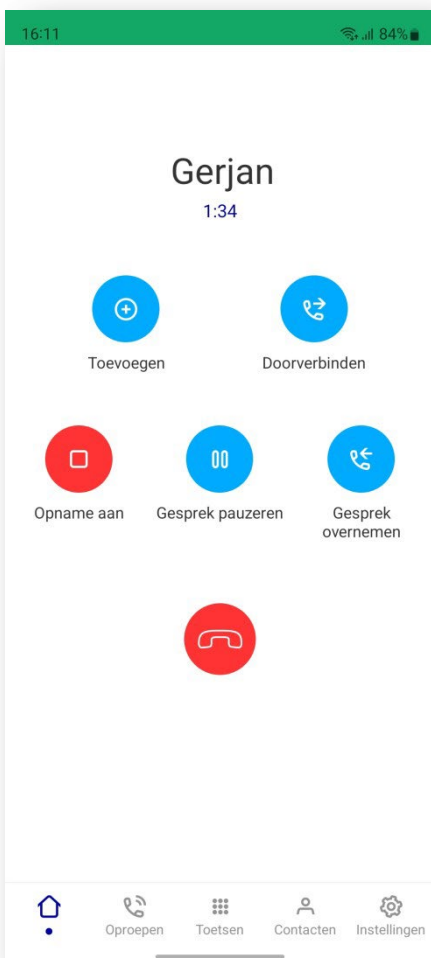 16:11 84%
Gerjan
1:34
Toevoegen Doorverbinden
Opname aan Gesprek pauzeren Gesprek
overnemen
Oproepen Toetsen Contacten Instellingen